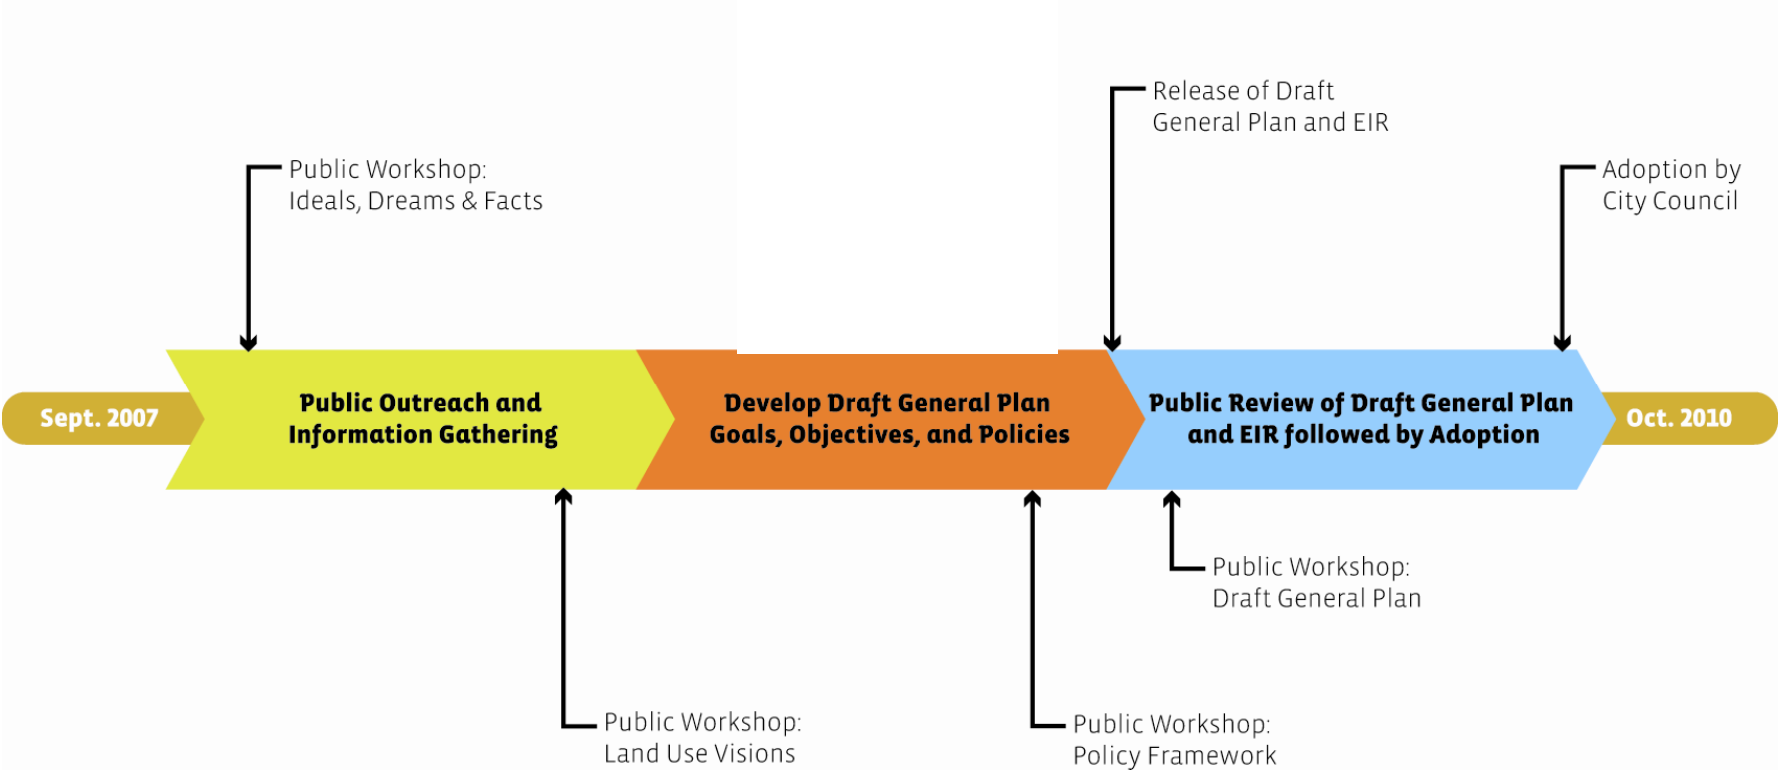 Release of Draft
General Plan and EIR
Public Workshop:
Ideals, Dreams & Facts
Adoption by
City Council
Sept. 2007
Public Outreach and
Information Gathering
Develop Draft General Plan
Goals, Objectives, and Policies
Public Review of Draft General Plan
and EIR followed by Adoption
Oct. 2010
Public Workshop:
Draft General Plan
Public Workshop:
Land Use Visions
Public Workshop:
Policy Framework